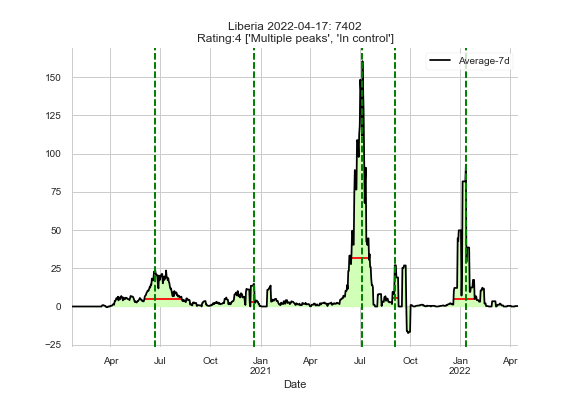 Liberia 2022-04-17: 7402
Rating:4 ['Multiple peaks', 'In control']
Average-7d
150
125
100
75
50
25
0
−25
Apr Jul Oct Jan Apr Jul Oct Jan Apr
2021 2022
Date